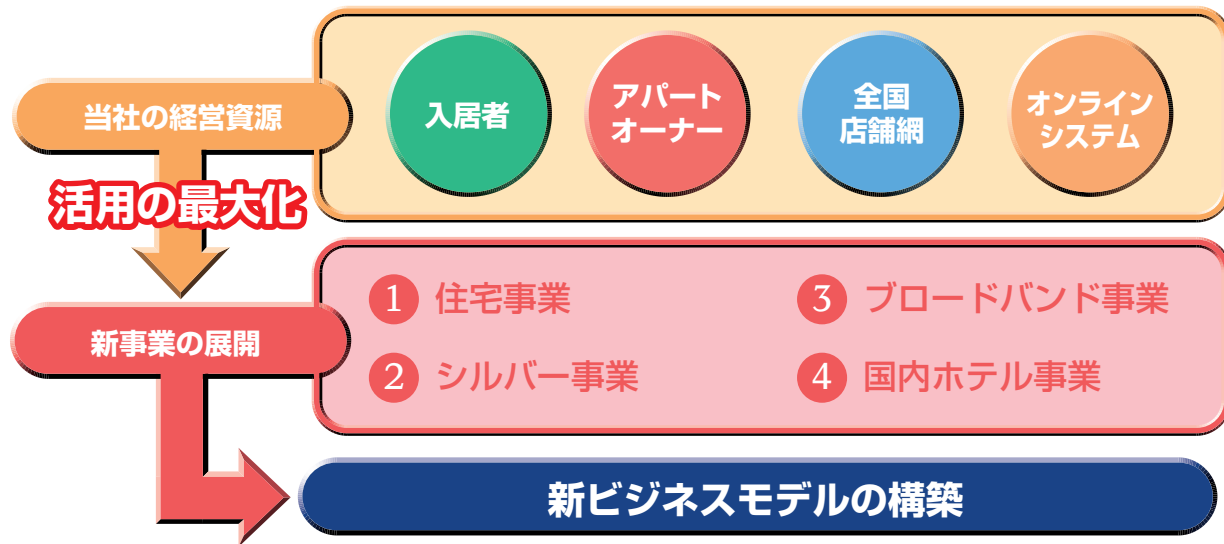 当社の経営資源
入居者
アパート
オーナー
全国
店舗網
オンライン
システム
活用の最大化
新事業の展開
1 住宅事業
2 シルバー事業
3 ブロードバンド事業
4 国内ホテル事業
新ビジネスモデルの構築